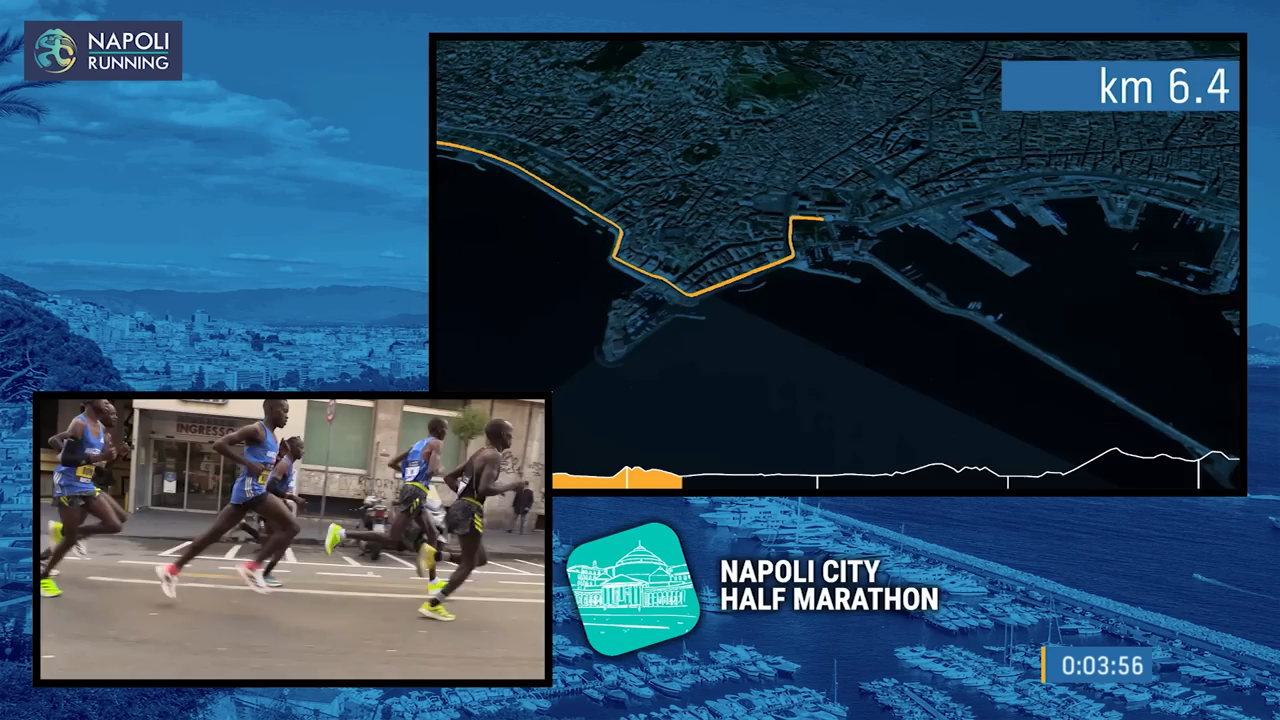 NAPOLI
RUNNING
km 6.4
INGRESSO
NAPOLI CITY
HALF MARATHON
0:03:56